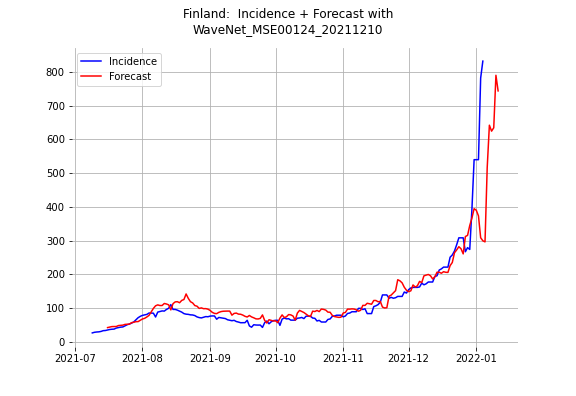 Finland:  Incidence + Forecast with
WaveNet_MSE00124_20211210
Incidence
Forecast
800
700
600
500
400
300
200
100
0
2021-07 2021-08 2021-09 2021-10 2021-11 2021-12 2022-01